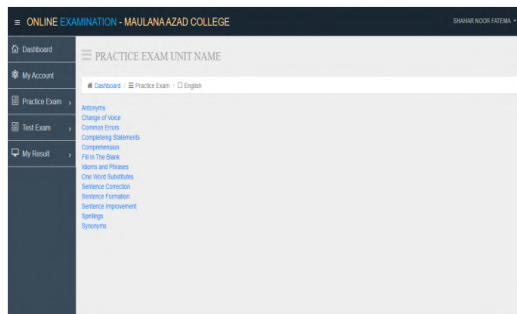 ≡ ONLINE EXAMINATION - MAULANA AZAD COLLEGE
SHAHAR NOOR FATEMA
Dashboard
My Account
Practice Exam
Test Exam
My Result
PRACTICE EXAM UNIT NAME
Dashboard / Practice Exam / English
Antonyms
Change of Voice
Common Errors
Completeing Statements
Comprehension
Fill In The Blank
Idioms and Phrases
One Word Substitutes
Sentence Correction
Sentence Formation
Sentence Improvement
Spellings
Synonyms